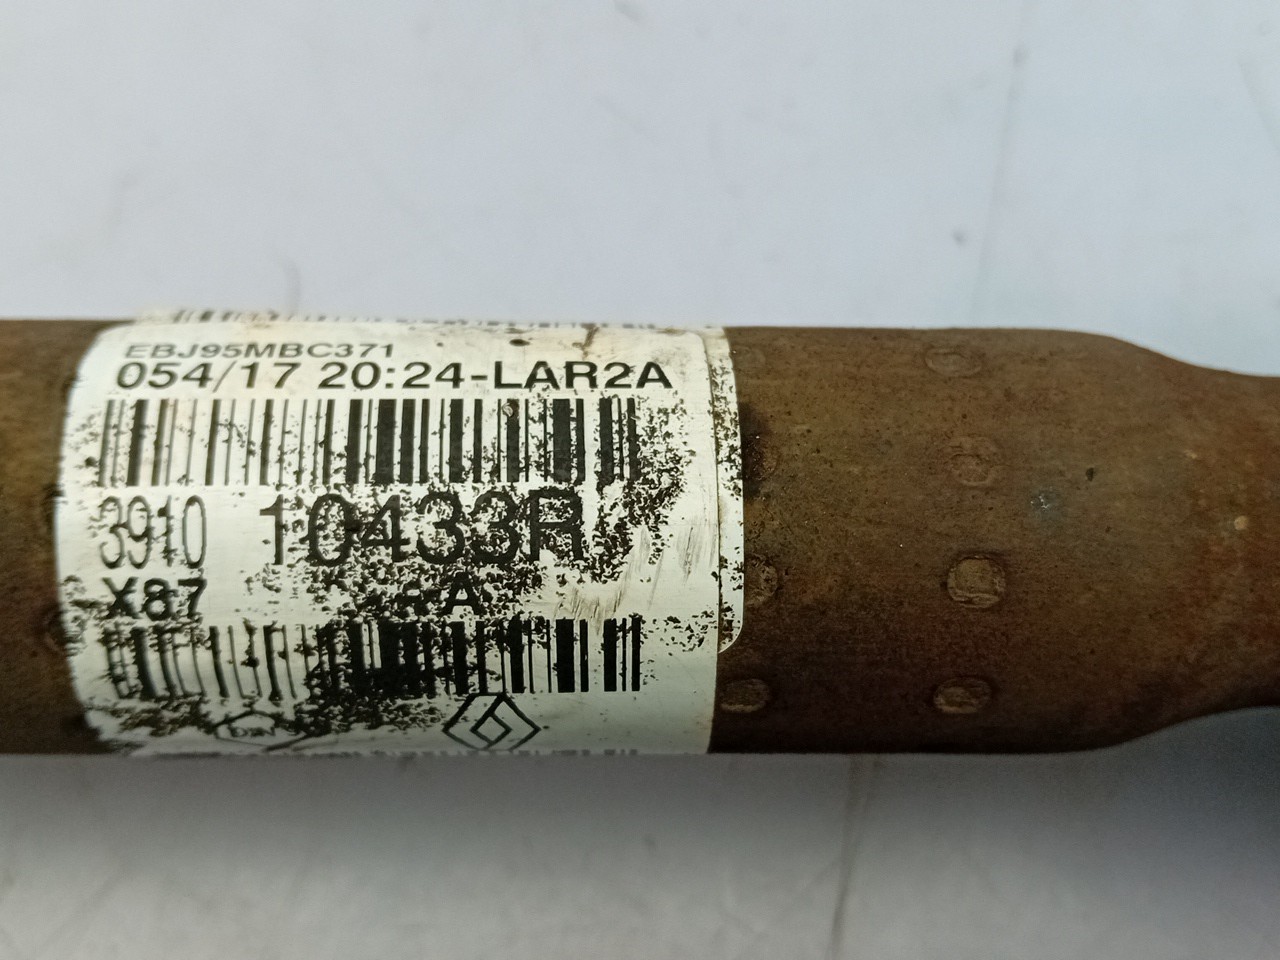 EBJ95MBC371
054/17 20:24-LAR2A
3910 10433R
X87